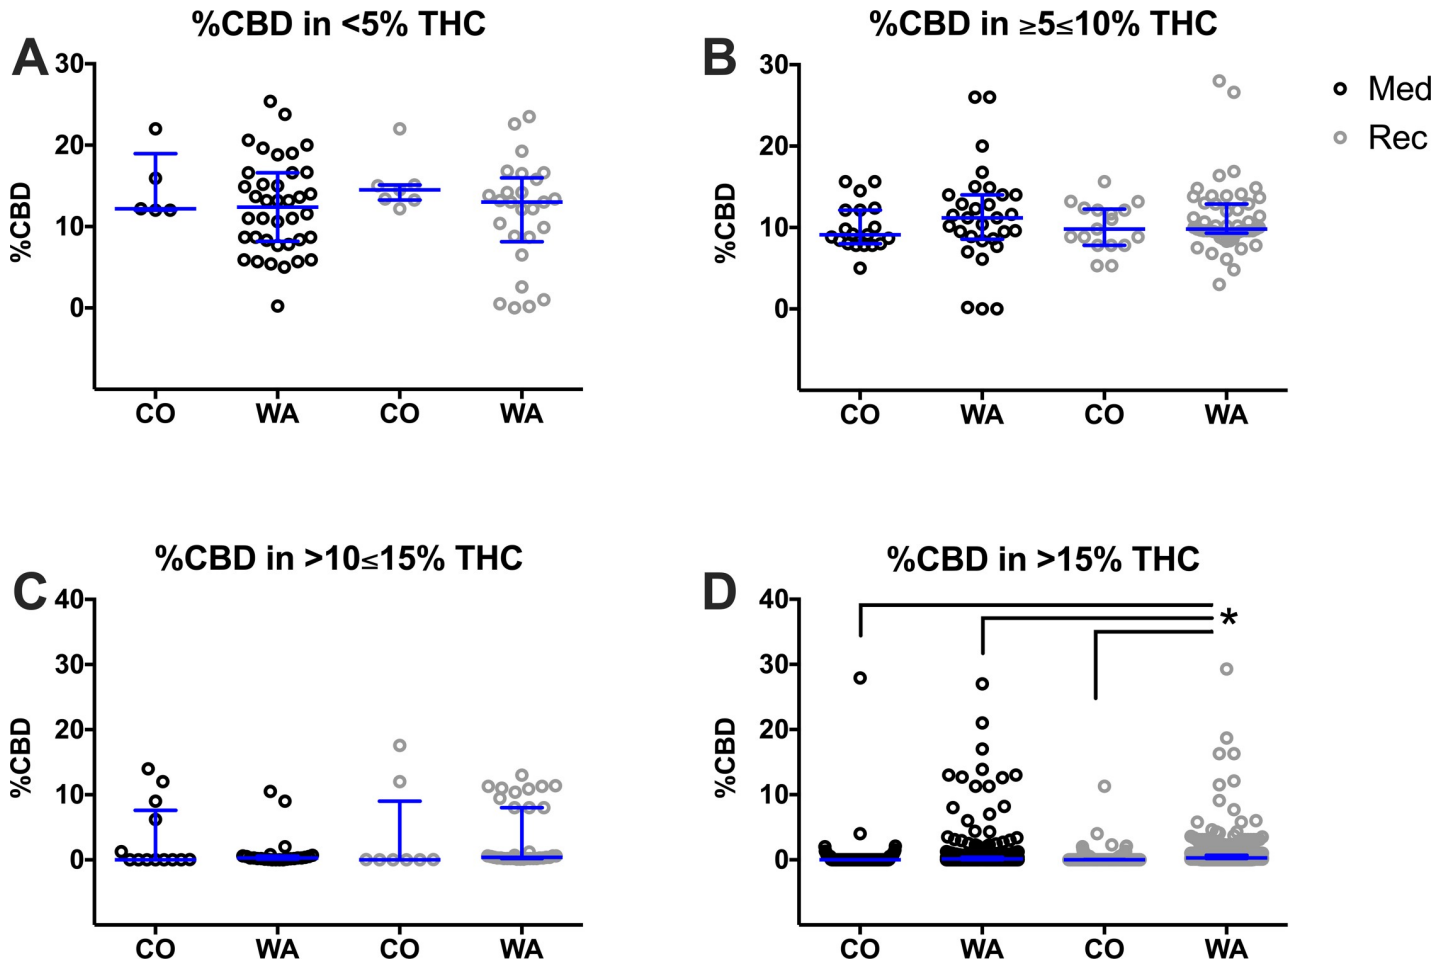 A
%CBD in <5% THC
30
20
10
0
%CBD
CO WA CO WA
B
%CBD in ≥5≤10% THC
30
20
10
0
%CBD
CO WA CO WA
Med
Rec
C
%CBD in >10≤15% THC
40
30
20
10
0
%CBD
CO WA CO WA
D
%CBD in >15% THC
40
30
20
10
0
%CBD
*
CO WA CO WA